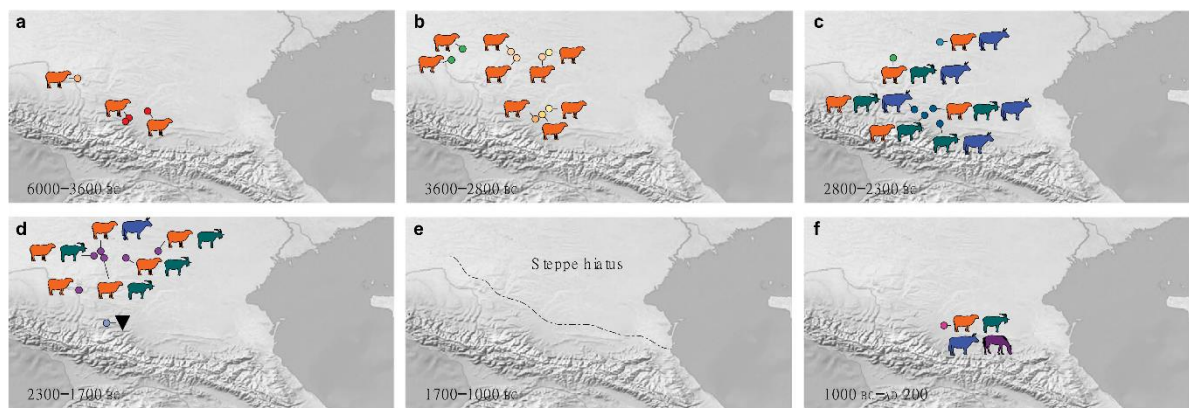 a
6000–3600 BC
b
3600–2800 BC
c
2800–2300 BC
d
2300–1700 BC
e
Steppe hiatus
1700–1000 BC
f
1000 BC–AD 200